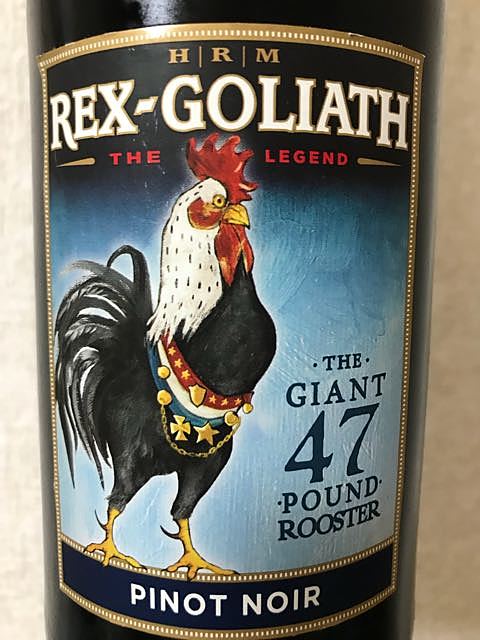 H|R|M
REX-GOLIATH
THE LEGEND
·THE·
GIANT
47
·POUND·
ROOSTER
PINOT NOIR